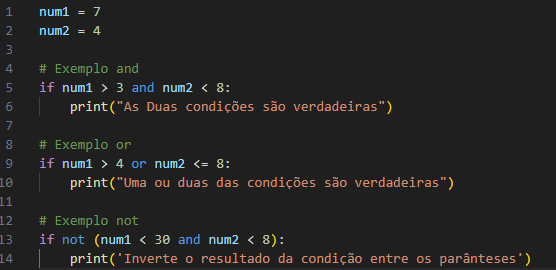 1 num1 = 7
2 num2 = 4
3
4 # Exemplo and
5 if num1 > 3 and num2 < 8:
6     print("As Duas condições são verdadeiras")
7
8 # Exemplo or
9 if num1 > 4 or num2 <= 8:
10     print("Uma ou duas das condições são verdadeiras")
11
12 # Exemplo not
13 if not (num1 < 30 and num2 < 8):
14     print('Inverte o resultado da condição entre os parânteses')